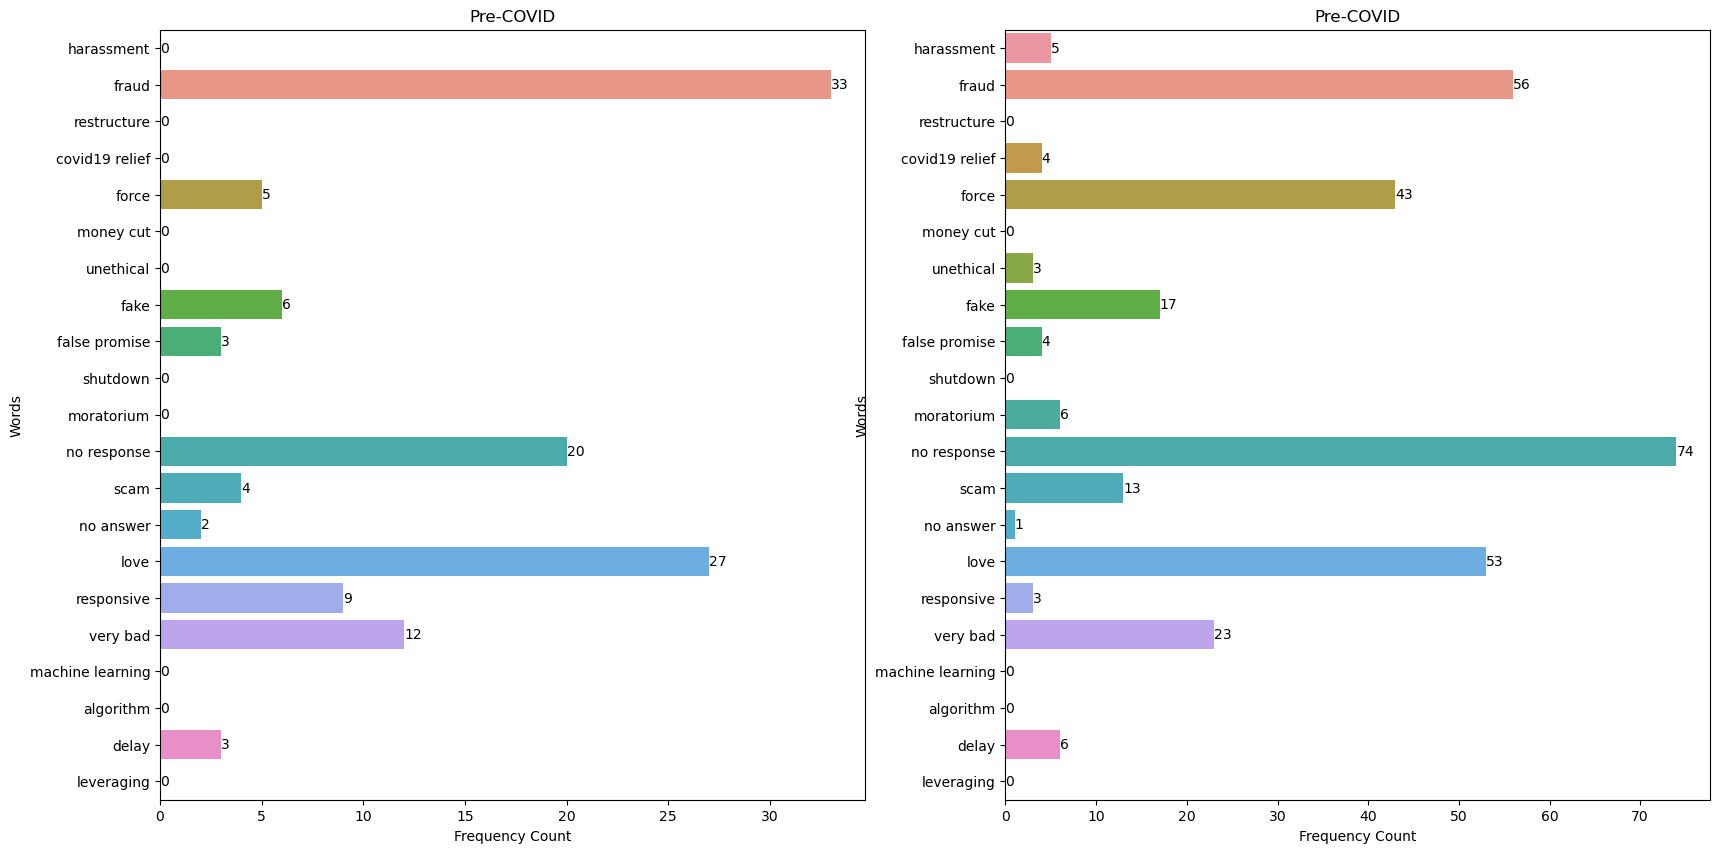 Pre-COVID
harassment 0
fraud 33
restructure 0
covid19 relief 0
force 5
money cut 0
unethical 0
fake 6
false promise 3
shutdown 0
moratorium 0
no response 20
scam 4
no answer 2
love 27
responsive 9
very bad 12
machine learning 0
algorithm 0
delay 3
leveraging 0
Words
0 5 10 15 20 25 30
Frequency Count
Pre-COVID
harassment 5
fraud 56
restructure 0
covid19 relief 4
force 43
money cut 0
unethical 3
fake 17
false promise 4
shutdown 0
moratorium 6
no response 74
scam 13
no answer 1
love 53
responsive 3
very bad 23
machine learning 0
algorithm 0
delay 6
leveraging 0
Words
0 10 20 30 40 50 60 70
Frequency Count